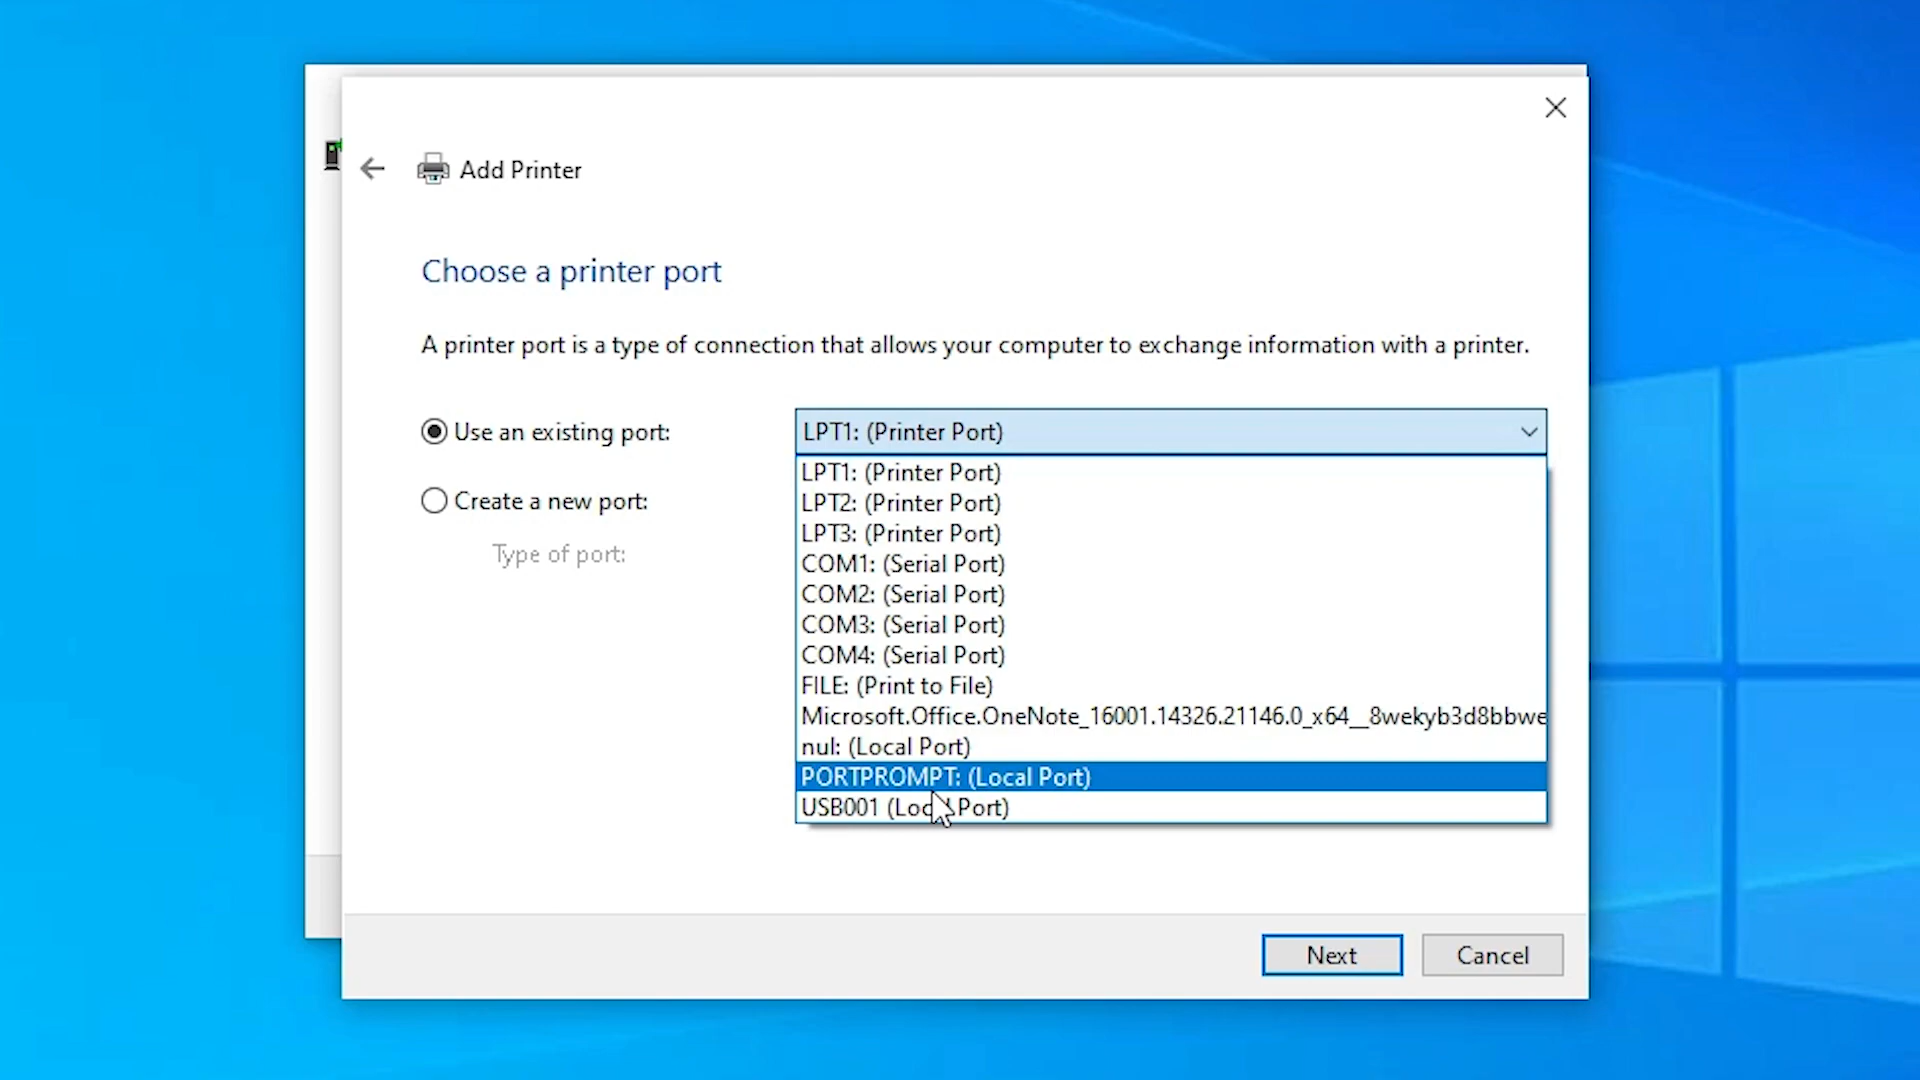 Add Printer
Choose a printer port
A printer port is a type of connection that allows your computer to exchange information with a printer.
Use an existing port:
LPT1: (Printer Port)
LPT1: (Printer Port)
LPT2: (Printer Port)
Create a new port:
LPT3: (Printer Port)
Type of port:
COM1: (Serial Port)
COM2: (Serial Port)
COM3: (Serial Port)
COM4: (Serial Port)
FILE: (Print to File)
Microsoft.Office.OneNote_16001.14326.21146.0_x64__8wekyb3d8bbwe
nul: (Local Port)
PORTPROMPT: (Local Port)
USB001 (Local Port)
Next
Cancel